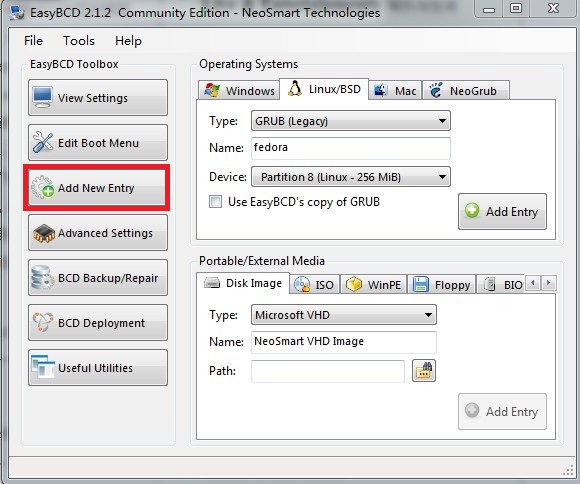 EasyBCD 2.1.2 Community Edition - NeoSmart Technologies
File Tools Help
EasyBCD Toolbox
View Settings
Edit Boot Menu
Add New Entry
Advanced Settings
BCD Backup/Repair
BCD Deployment
Useful Utilities
Operating Systems
Windows Linux/BSD Mac NeoGrub
Type: GRUB (Legacy)
Name: fedora
Device: Partition 8 (Linux - 256 MiB)
Use EasyBCD's copy of GRUB
Add Entry
Portable/External Media
Disk Image ISO WinPE Floppy BIO
Type: Microsoft VHD
Name: NeoSmart VHD Image
Path:
Add Entry